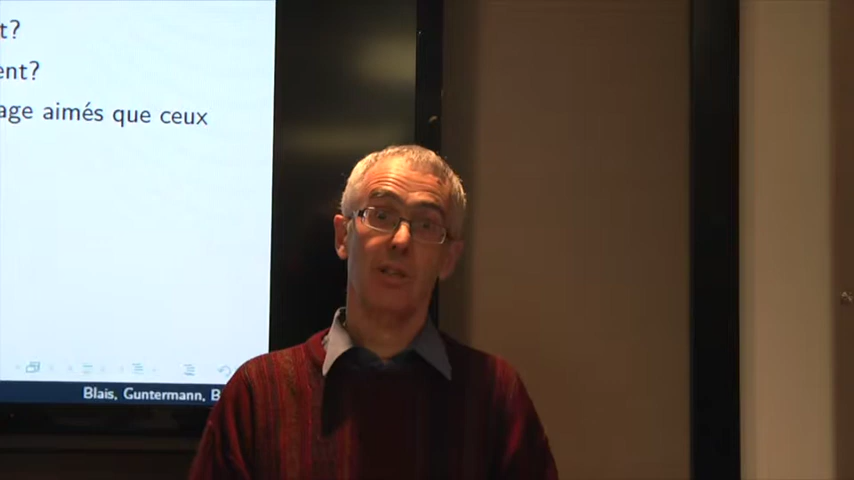 t?
ent?
age aimés que ceux
Blais, Guntermann, B